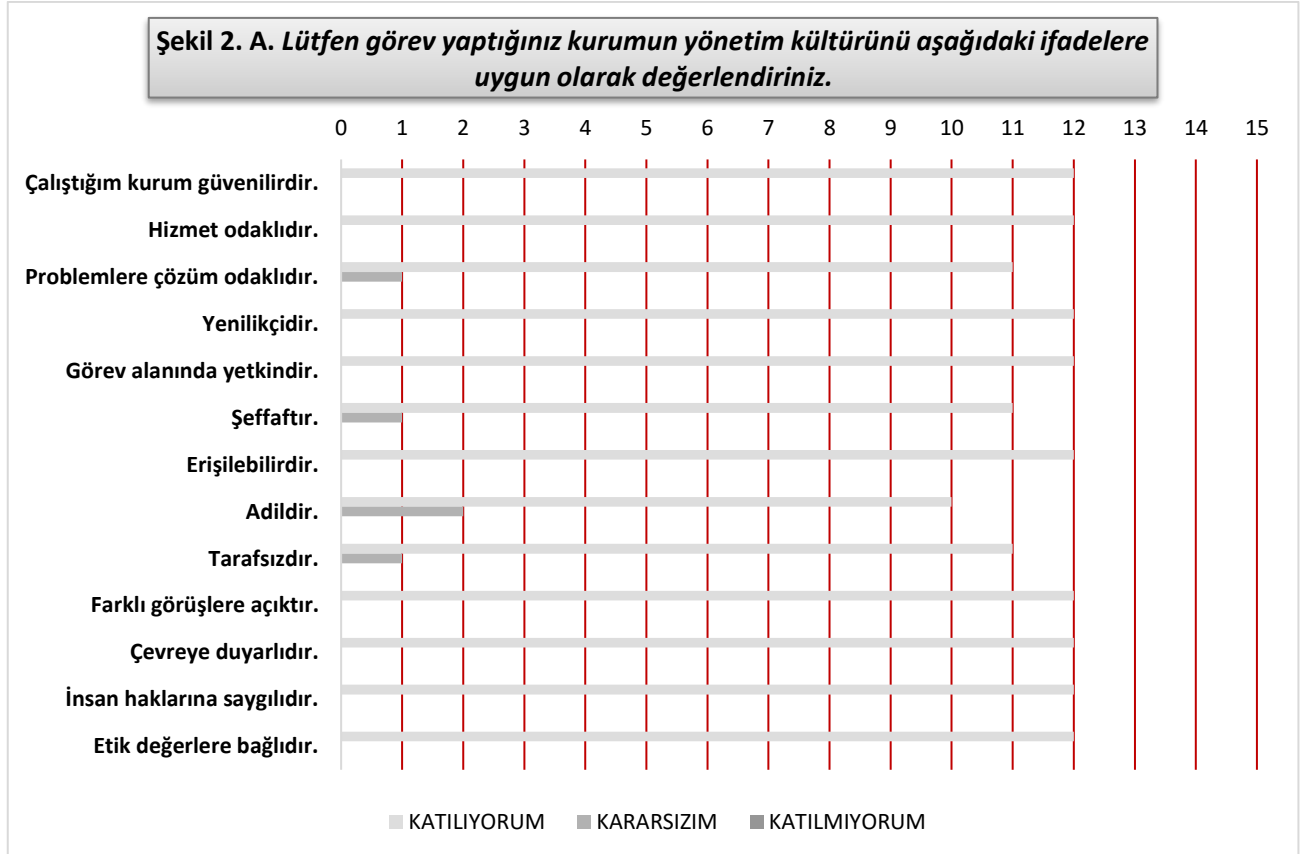 Şekil 2. A. Lütfen görev yaptığınız kurumun yönetim kültürünü aşağıdaki ifadelere
uygun olarak değerlendiriniz.
0 1 2 3 4 5 6 7 8 9 10 11 12 13 14 15
Çalıştığım kurum güvenilirdir.
Hizmet odaklıdır.
Problemlere çözüm odaklıdır.
Yenilikçidir.
Görev alanında yetkindir.
Şeffaftır.
Erişilebilirdir.
Adildir.
Tarafsızdır.
Farklı görüşlere açıktır.
Çevreye duyarlıdır.
İnsan haklarına saygılıdır.
Etik değerlere bağlıdır.
KATILIYORUM KARARSIZIM KATILMIYORUM